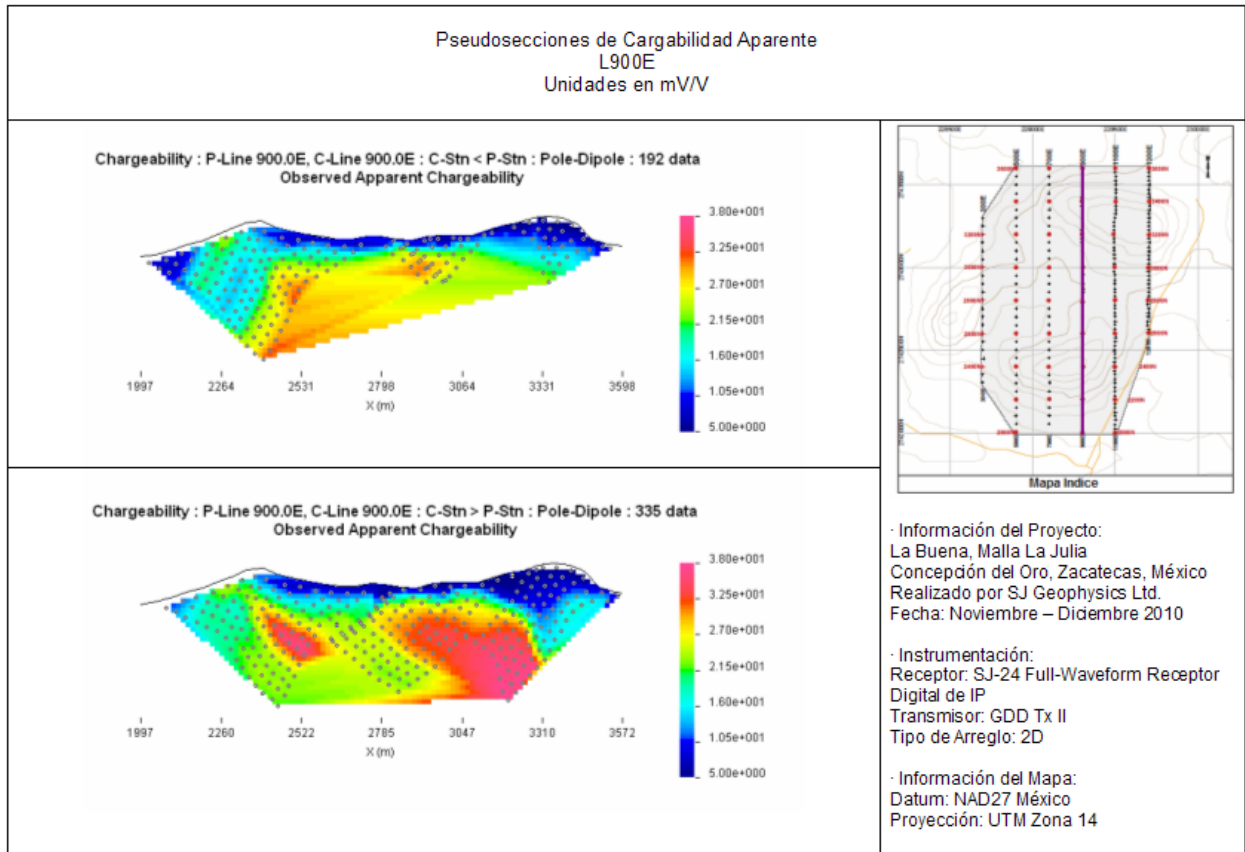 Pseudosecciones de Cargabilidad Aparente
L900E
Unidades en mV/V
Chargeability : P-Line 900.0E, C-Line 900.0E : C-Stn < P-Stn : Pole-Dipole : 192 data
Observed Apparent Chargeability
3.80e+001
3.25e+001
2.70e+001
2.15e+001
1.60e+001
1.05e+001
5.00e+000
1997 2264 2531 2798 3064 3331 3598
X (m)
Chargeability : P-Line 900.0E, C-Line 900.0E : C-Stn > P-Stn : Pole-Dipole : 335 data
Observed Apparent Chargeability
3.80e+001
3.25e+001
2.70e+001
2.15e+001
1.60e+001
1.05e+001
5.00e+000
1997 2260 2522 2785 3047 3310 3572
X (m)
Mapa Indice
· Información del Proyecto:
La Buena, Malla La Julia
Concepción del Oro, Zacatecas, México
Realizado por SJ Geophysics Ltd.
Fecha: Noviembre – Diciembre 2010
· Instrumentación:
Receptor: SJ-24 Full-Waveform Receptor
Digital de IP
Transmisor: GDD Tx II
Tipo de Arreglo: 2D
· Información del Mapa:
Datum: NAD27 México
Proyección: UTM Zona 14